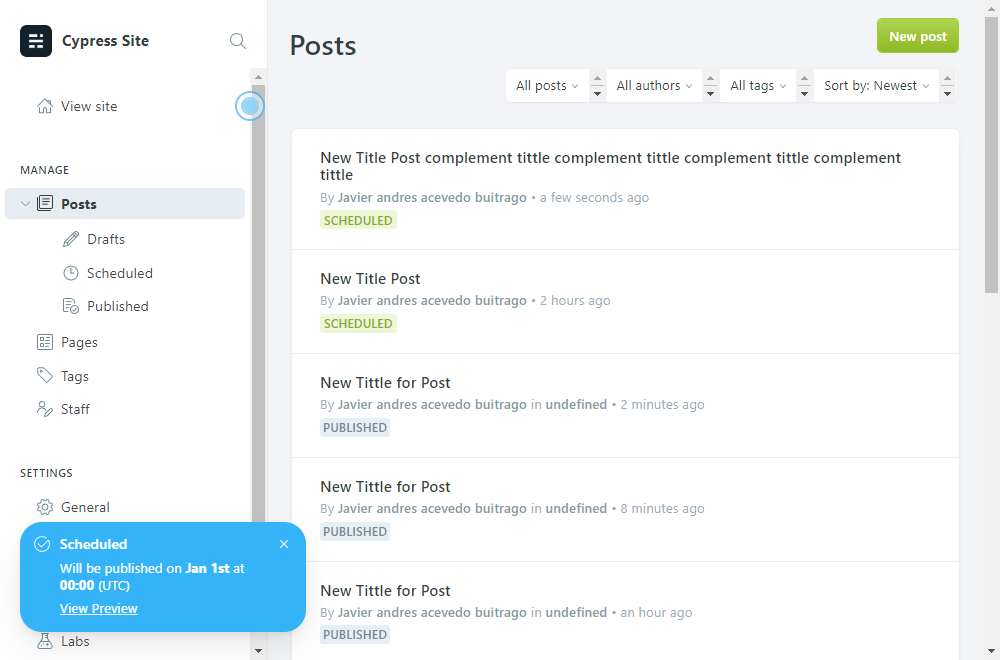 Cypress Site
View site
MANAGE
Posts
Drafts
Scheduled
Published
Pages
Tags
Staff
SETTINGS
General
Labs
Scheduled
Will be published on Jan 1st at
00:00 (UTC)
View Preview
Posts
New post
All posts
All authors
All tags
Sort by: Newest
New Title Post complement tittle complement tittle complement tittle complement
tittle
By Javier andres acevedo buitrago • a few seconds ago
SCHEDULED
New Title Post
By Javier andres acevedo buitrago • 2 hours ago
SCHEDULED
New Tittle for Post
By Javier andres acevedo buitrago in undefined • 2 minutes ago
PUBLISHED
New Tittle for Post
By Javier andres acevedo buitrago in undefined • 8 minutes ago
PUBLISHED
New Tittle for Post
By Javier andres acevedo buitrago in undefined • an hour ago
PUBLISHED